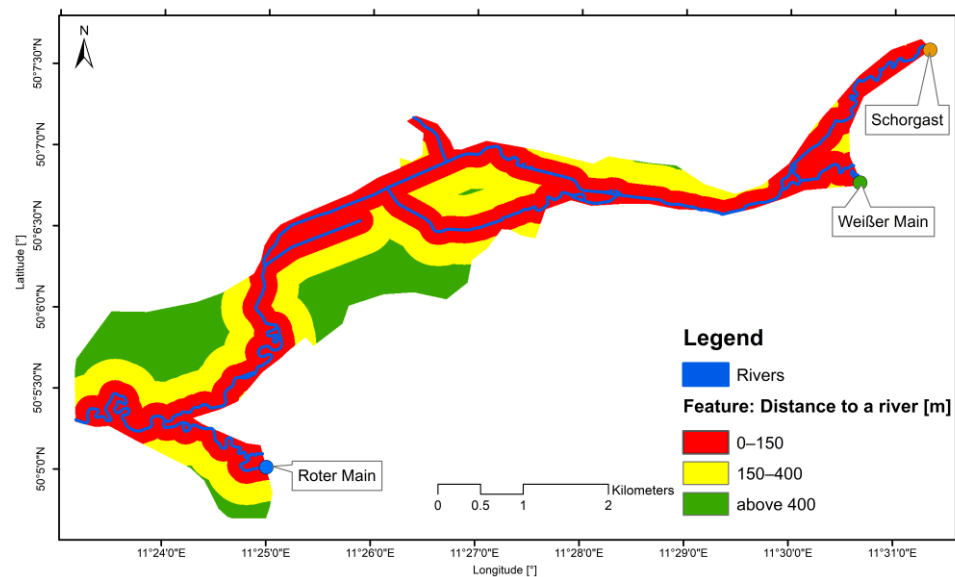 N
50°7'30"N
50°7'0"N
50°6'30"N
50°6'0"N
50°5'30"N
50°5'0"N
Latitude [°]
Schorgast
Weißer Main
Roter Main
Legend
Rivers
Feature: Distance to a river [m]
0–150
150–400
above 400
Kilometers
0 0.5 1 2
11°24'0"E 11°25'0"E 11°26'0"E 11°27'0"E 11°28'0"E 11°29'0"E 11°30'0"E 11°31'0"E
Longitude [°]